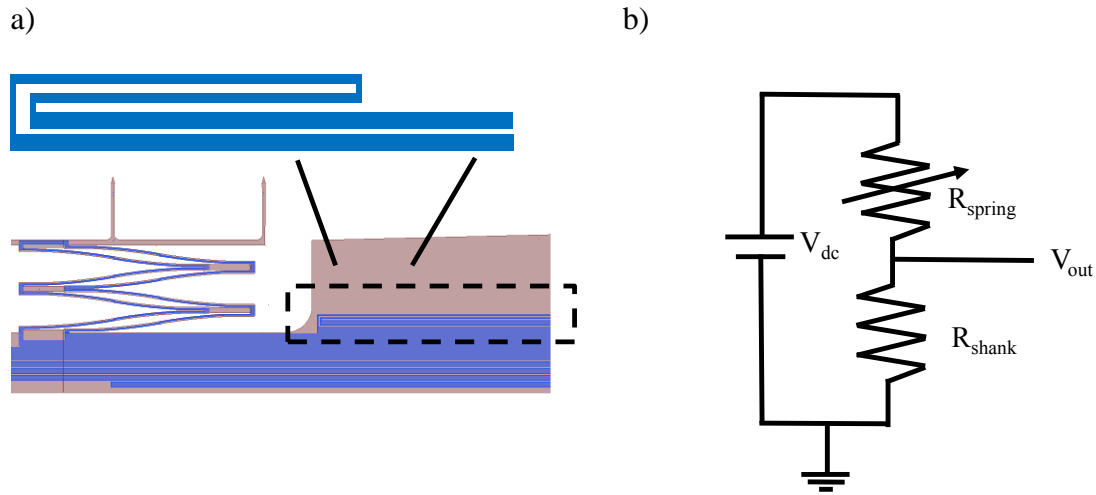 a)
b)
V_dc
R_spring
V_out
R_shank